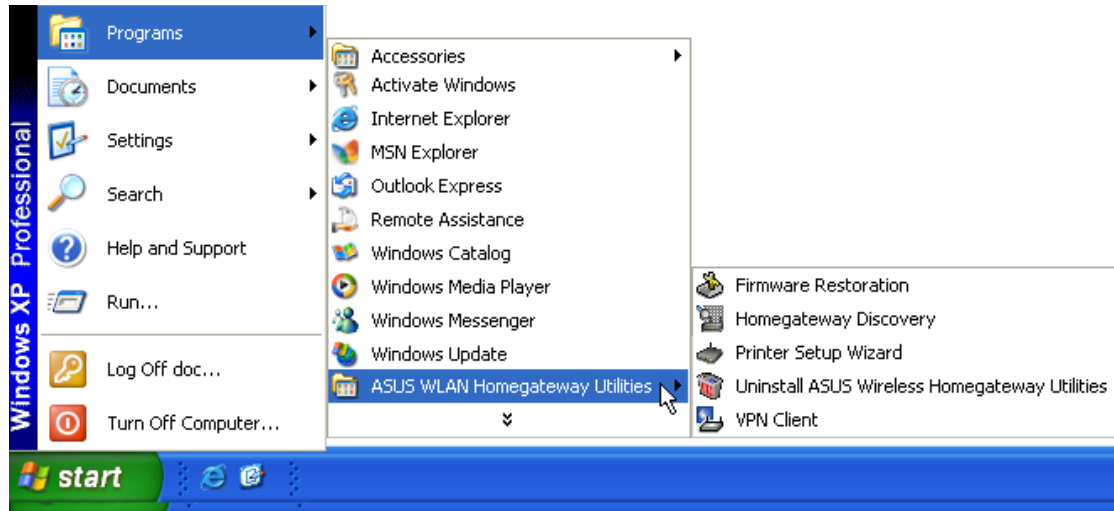 Windows XP Professional
Programs
Documents
Settings
Search
Help and Support
Run...
Log Off doc...
Turn Off Computer...
Accessories
Activate Windows
Internet Explorer
MSN Explorer
Outlook Express
Remote Assistance
Windows Catalog
Windows Media Player
Windows Messenger
Windows Update
ASUS WLAN Homegateway Utilities
Firmware Restoration
Homegateway Discovery
Printer Setup Wizard
Uninstall ASUS Wireless Homegateway Utilities
VPN Client
start